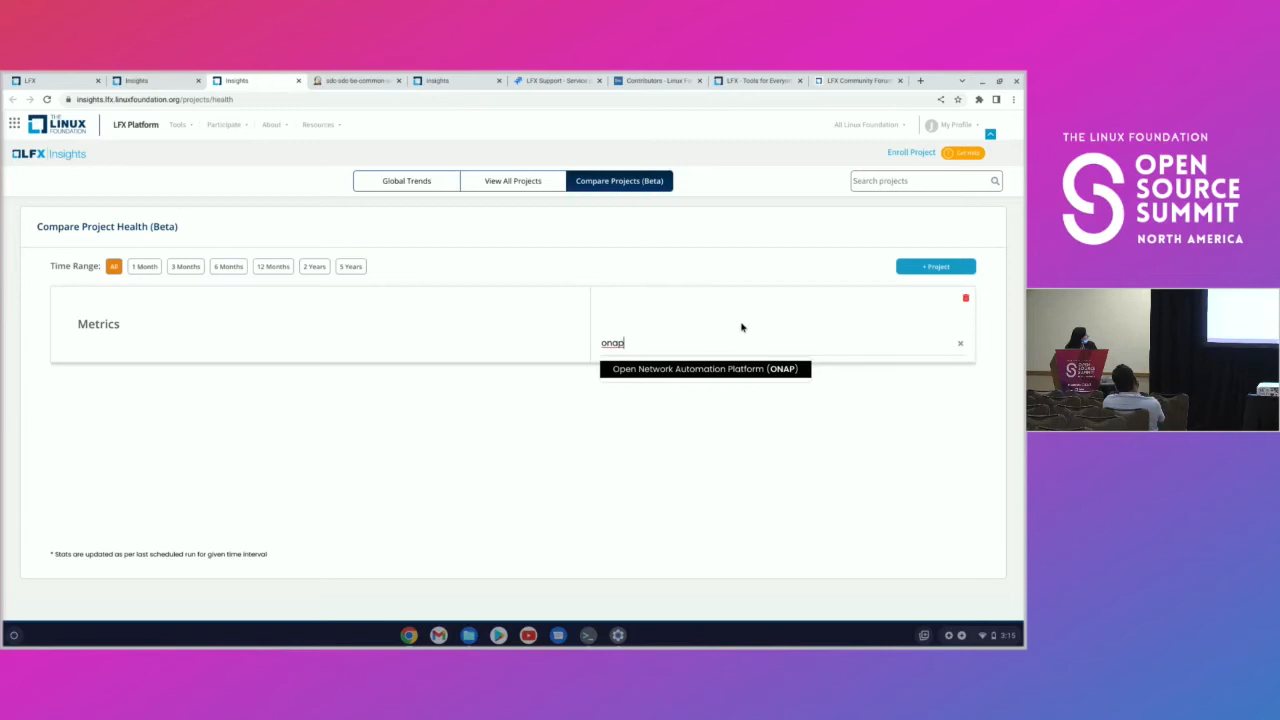 LFX
Insights
Insights
sdo sdo be-common-a
Insights
LFX Support - Service
Contributors - Linux Fo
LFX - Tools for Everyon
LFX Community Forum
insights.lfx.linuxfoundation.org/projects/health
THE LINUX FOUNDATION
LFX Platform
Tools
Participate
About
Resources
All Linux Foundation
My Profile
LFX Insights
Enroll Project
Get Help
Global Trends
View All Projects
Compare Projects (Beta)
Search projects
Compare Project Health (Beta)
Time Range:
All
1 Month
3 Months
6 Months
12 Months
2 Years
5 Years
+ Project
Metrics
onap
Open Network Automation Platform (ONAP)
* Stats are updated as per last scheduled run for given time interval
3:15
THE LINUX FOUNDATION
OPEN
SOURCE
SUMMIT
NORTH AMERICA